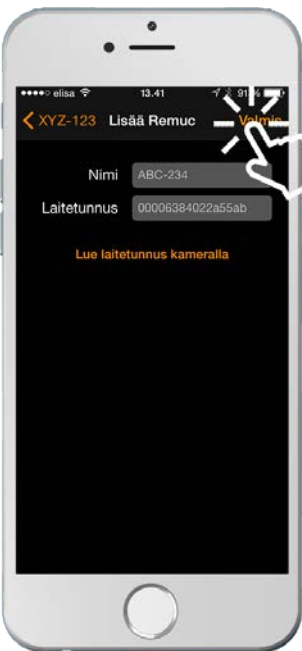 elisa 13.41 91 %
XYZ-123 Lisää Remuc Valmis
Nimi ABC-234
Laitetunnus 00006384022a55ab
Lue laitetunnus kameralla